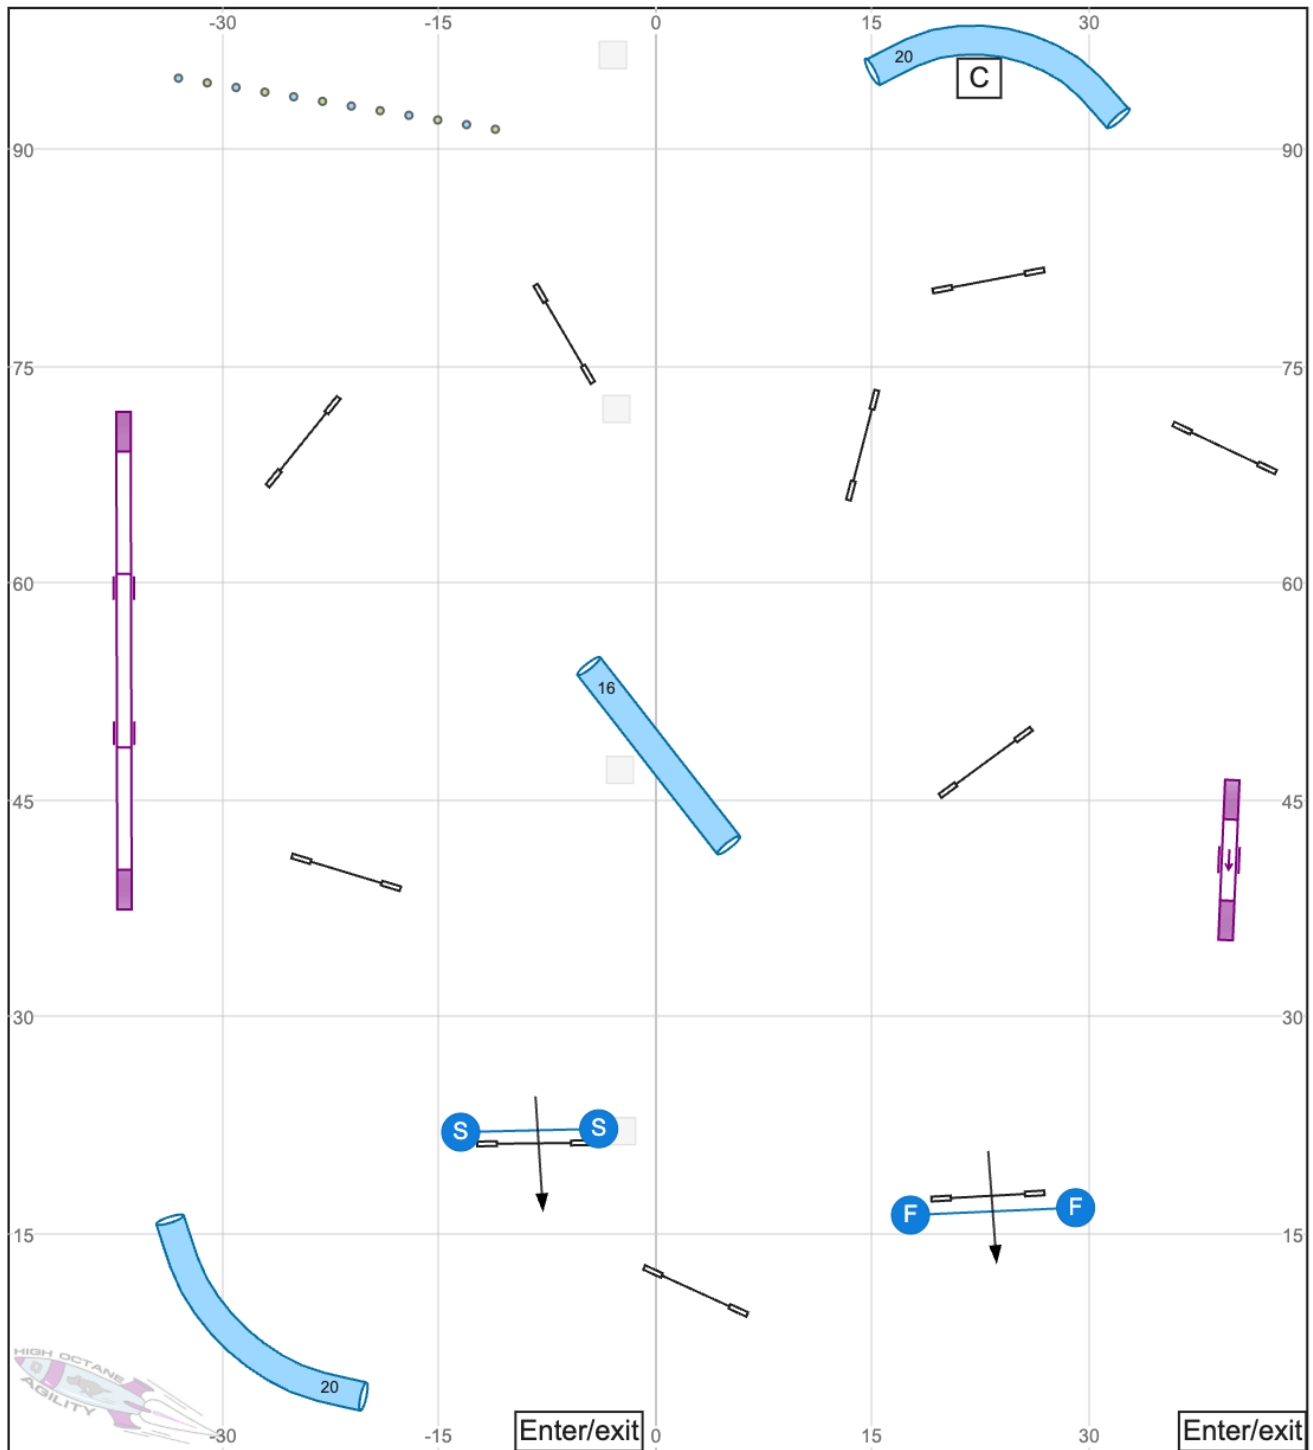 -30 -15 0 15 30
20
C
90 90
75 75
60 60
16
45 45
30 30
S S
F F
15 15
20
HIGH OCTANE
AGILITY
-30 -15 Enter/exit 0 15 30 Enter/exit